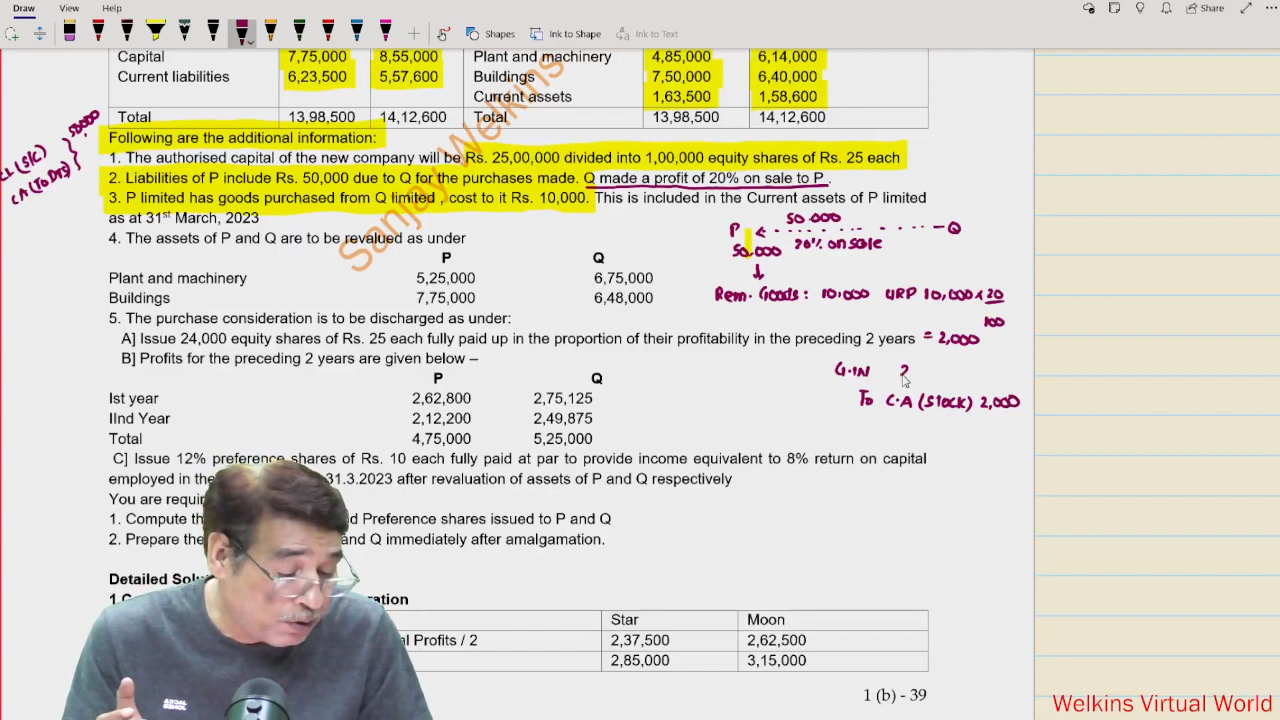 Draw View Help
Share
Shapes Ink to Shape Ink to Text
Capital 7,75,000 8,55,000 Plant and machinery 4,85,000 6,14,000
Current liabilities 6,23,500 5,57,600 Buildings 7,50,000 6,40,000
Current assets 1,63,500 1,58,600
Total 13,98,500 14,12,600 Total 13,98,500 14,12,600
Following are the additional information:
1. The authorised capital of the new company will be Rs. 25,00,000 divided into 1,00,000 equity shares of Rs. 25 each
2. Liabilities of P include Rs. 50,000 due to Q for the purchases made. Q made a profit of 20% on sale to P .
3. P limited has goods purchased from Q limited , cost to it Rs. 10,000. This is included in the Current assets of P limited
as at 31st March, 2023
4. The assets of P and Q are to be revalued as under
P Q
Plant and machinery 5,25,000 6,75,000
Buildings 7,75,000 6,48,000
5. The purchase consideration is to be discharged as under:
A] Issue 24,000 equity shares of Rs. 25 each fully paid up in the proportion of their profitability in the preceding 2 years
B] Profits for the preceding 2 years are given below –
P Q
Ist year 2,62,800 2,75,125
IInd Year 2,12,200 2,49,875
Total 4,75,000 5,25,000
C] Issue 12% preference shares of Rs. 10 each fully paid at par to provide income equivalent to 8% return on capital
employed in the 31.3.2023 after revaluation of assets of P and Q respectively
You are requir
1. Compute th d Preference shares issued to P and Q
2. Prepare the and Q immediately after amalgamation.
Detailed Solu
1 ration
Star Moon
al Profits / 2 2,37,500 2,62,500
2,85,000 3,15,000
1 (b) - 39
Sanjay Welkins
CL (S/C)
CA (To Drs) 50,000
P 50,000 Q
50,000 20% on sale
Rem. Goods : 10,000 URP 10,000 x 20
100
= 2,000
G.IN 2
To C.A (Stock) 2,000
Welkins Virtual World